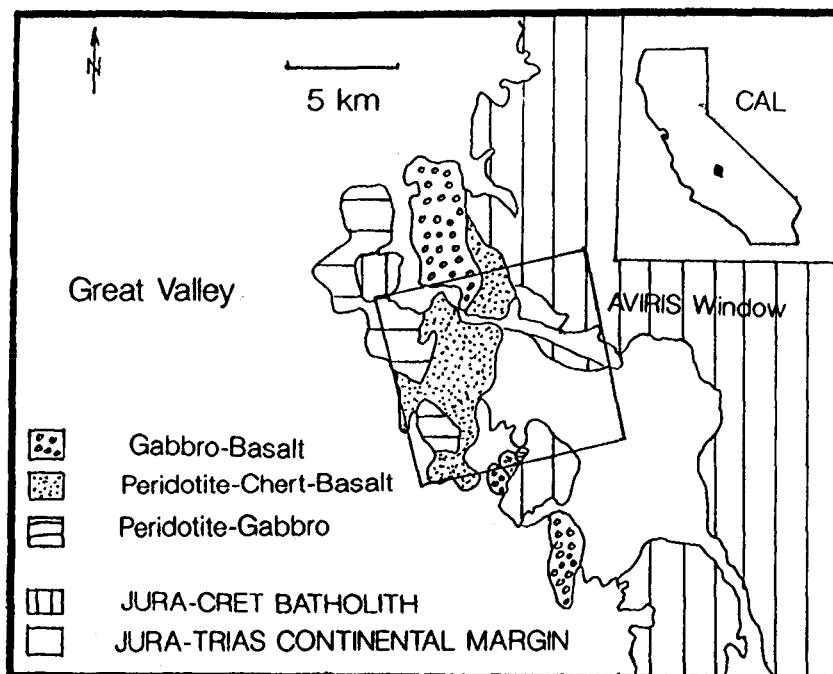 N
5 km
CAL
Great Valley
AVIRIS Window
Gabbro-Basalt
Peridotite-Chert-Basalt
Peridotite-Gabbro
JURA-CRET BATHOLITH
JURA-TRIAS CONTINENTAL MARGIN